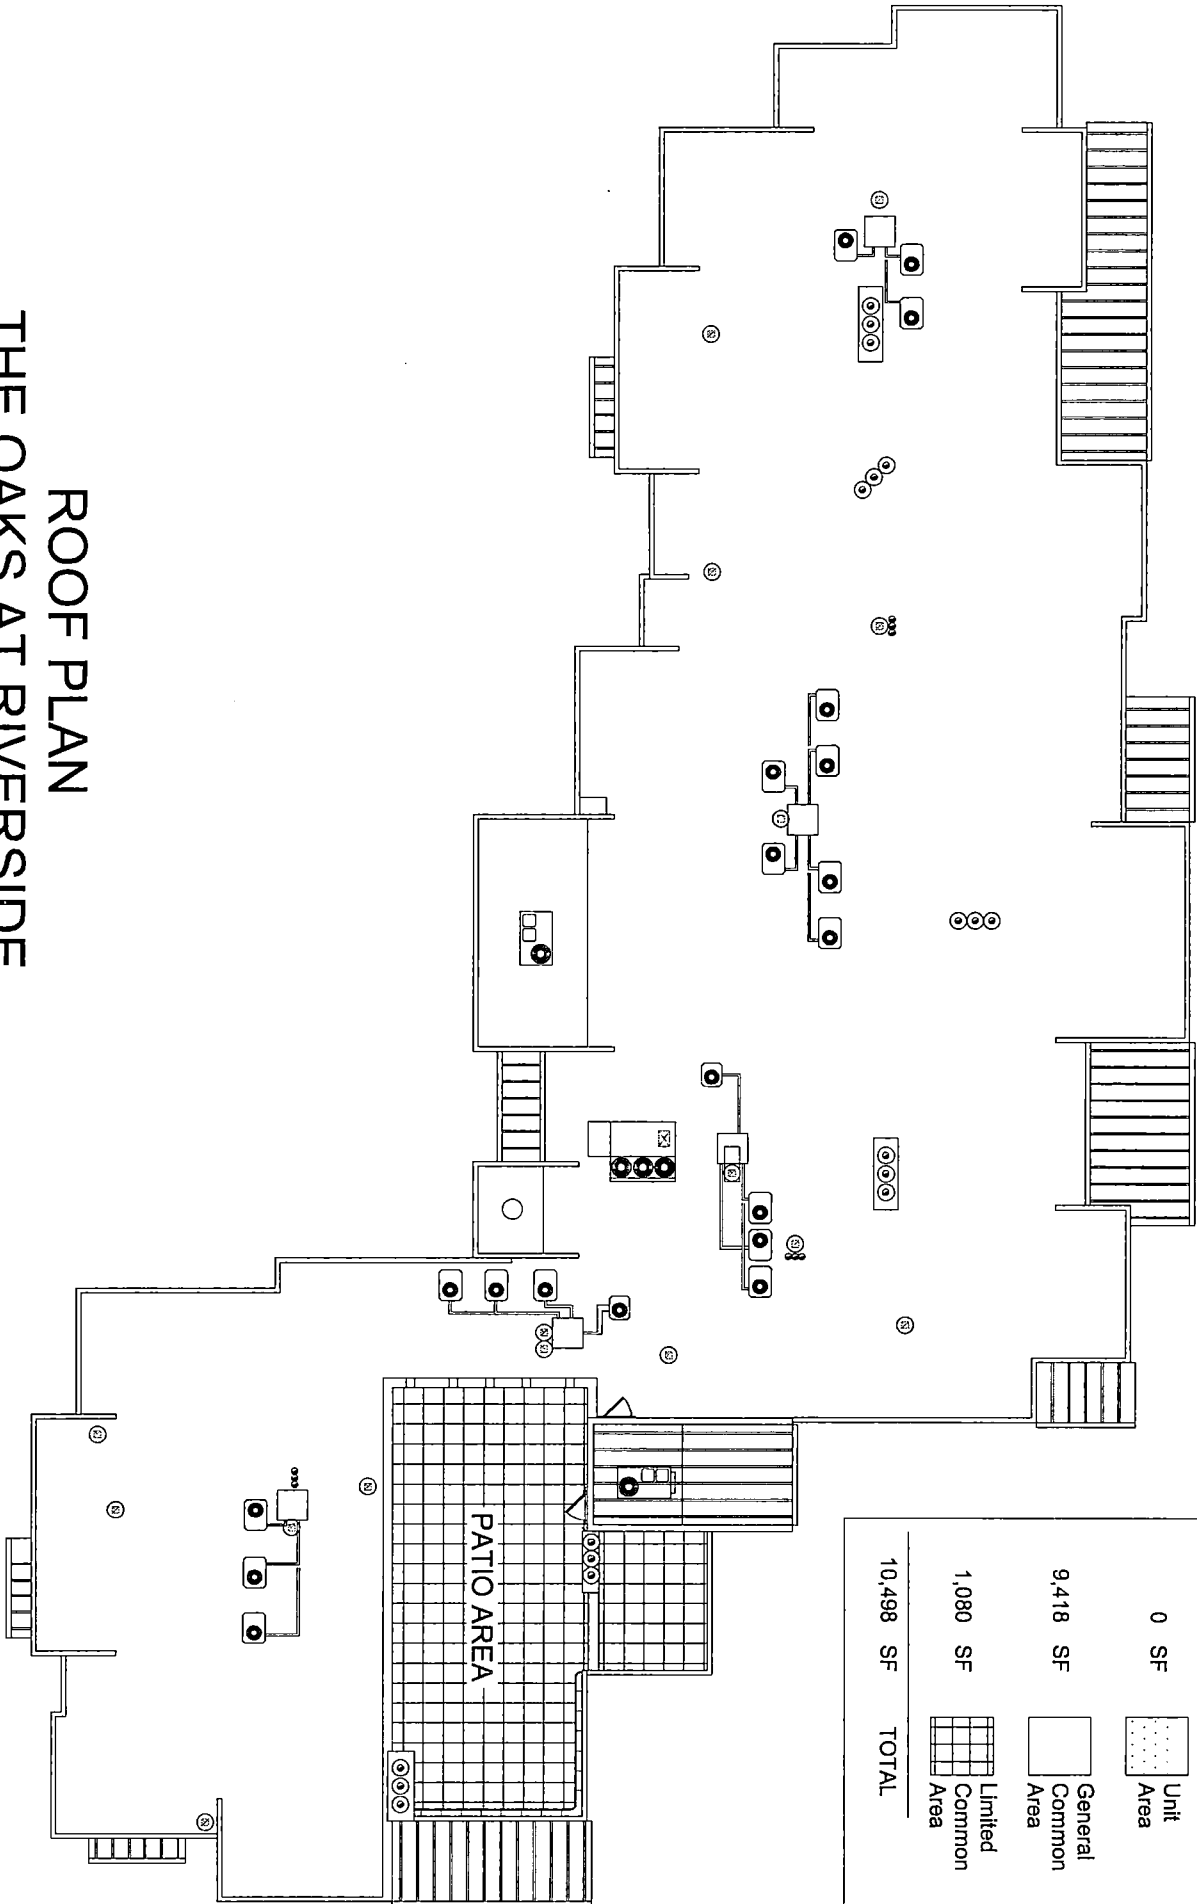 0 SF Unit Area
9,418 SF General Common Area
1,080 SF Limited Common Area
10,498 SF TOTAL
PATIO AREA
ROOF PLAN
THE OAKS AT RIVERSIDE